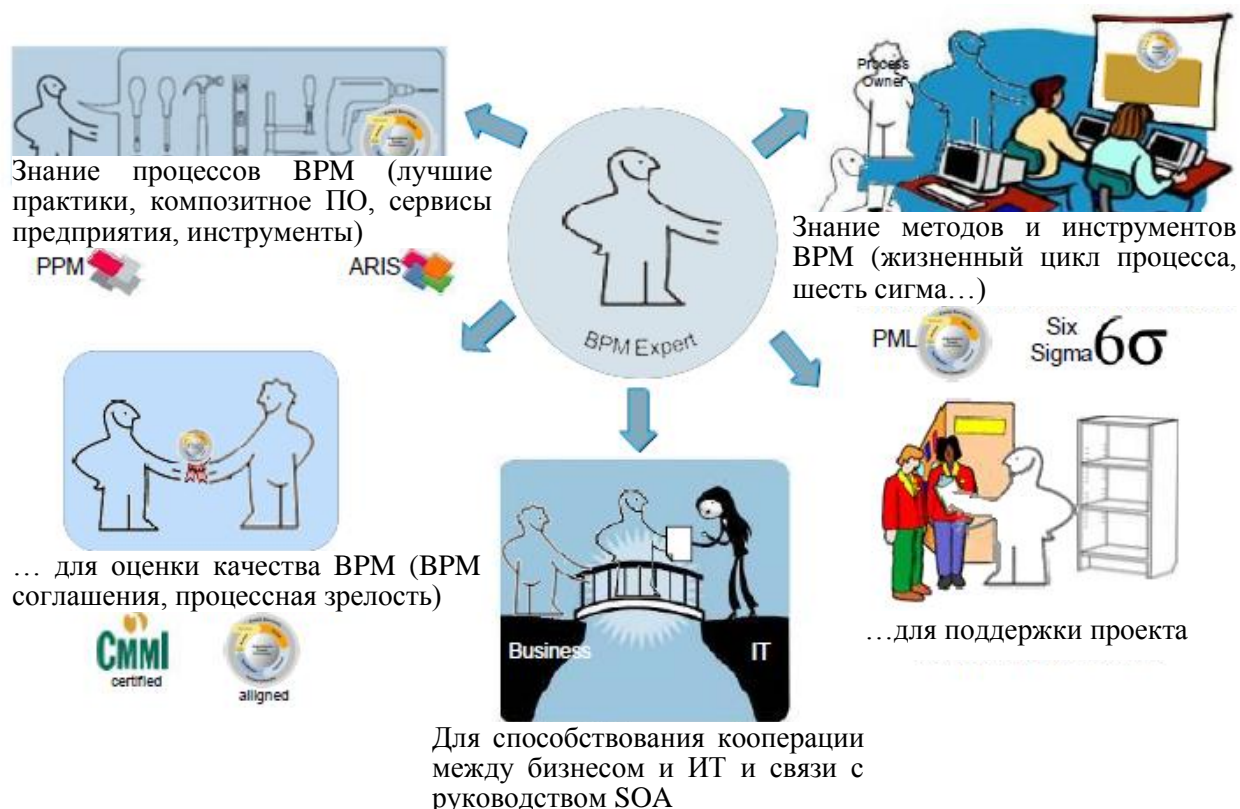 Process
Owner
Знание процессов BPM (лучшие
практики, композитное ПО, сервисы
предприятия, инструменты)
PPM
ARIS
BPM Expert
Знание методов и инструментов
BPM (жизненный цикл процесса,
шесть сигма…)
PML
Six
Sigma 6σ
… для оценки качества BPM (BPM
соглашения, процессная зрелость)
CMMI
certified
alligned
Business
IT
…для поддержки проекта
Для способствования кооперации
между бизнесом и ИТ и связи с
руководством SOA